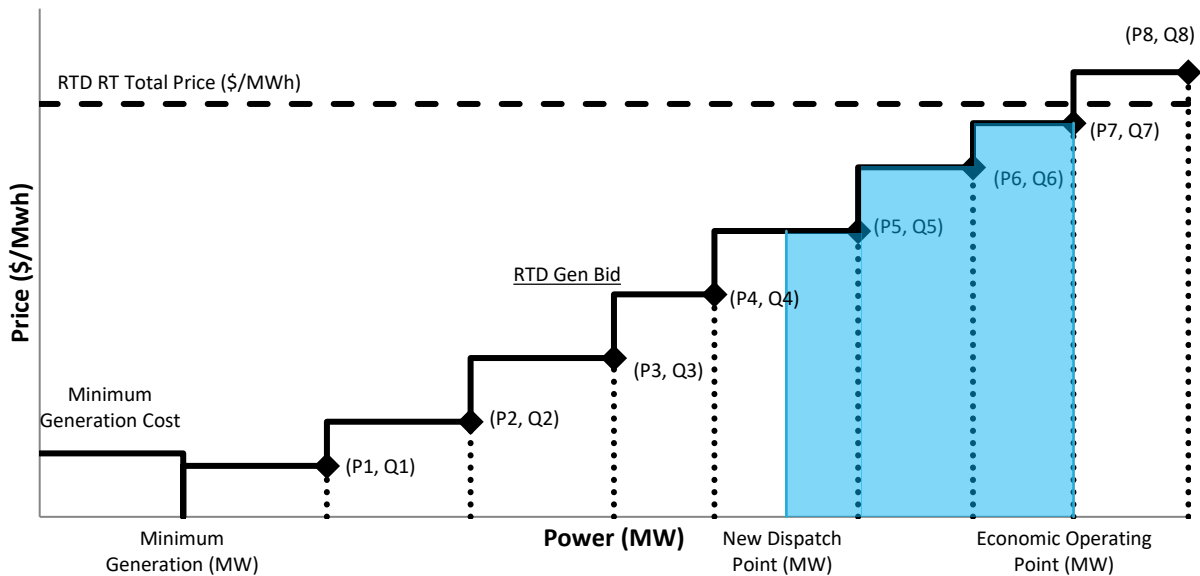 (P8, Q8)
RTD RT Total Price ($/MWh)
(P7, Q7)
(P6, Q6)
(P5, Q5)
RTD Gen Bid
(P4, Q4)
(P3, Q3)
Minimum
Generation Cost
(P2, Q2)
(P1, Q1)
Price ($/Mwh)
Power (MW)
Minimum
Generation (MW)
New Dispatch
Point (MW)
Economic Operating
Point (MW)